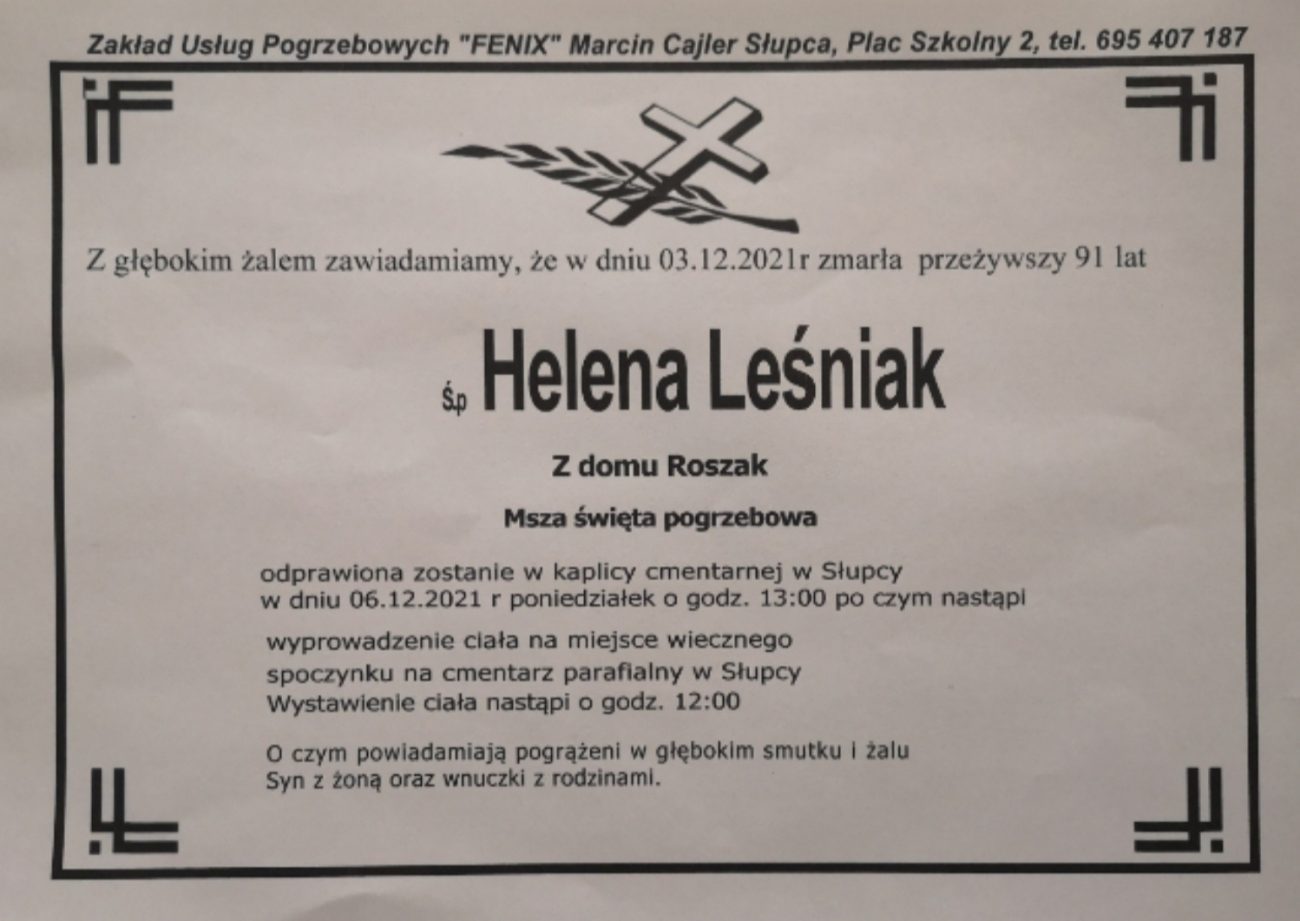 Zakład Usług Pogrzebowych "FENIX" Marcin Cajler Słupca, Plac Szkolny 2, tel. 695 407 187
Z głębokim żalem zawiadamiamy, że w dniu 03.12.2021r zmarła przeżywszy 91 lat
Ś.p Helena Leśniak
Z domu Roszak
Msza święta pogrzebowa
odprawiona zostanie w kaplicy cmentarnej w Słupcy
w dniu 06.12.2021 r poniedziałek o godz. 13:00 po czym nastąpi
wyprowadzenie ciała na miejsce wiecznego
spoczynku na cmentarz parafialny w Słupcy
Wystawienie ciała nastąpi o godz. 12:00
O czym powiadamiają pogrążeni w głębokim smutku i żalu
Syn z żoną oraz wnuczki z rodzinami.